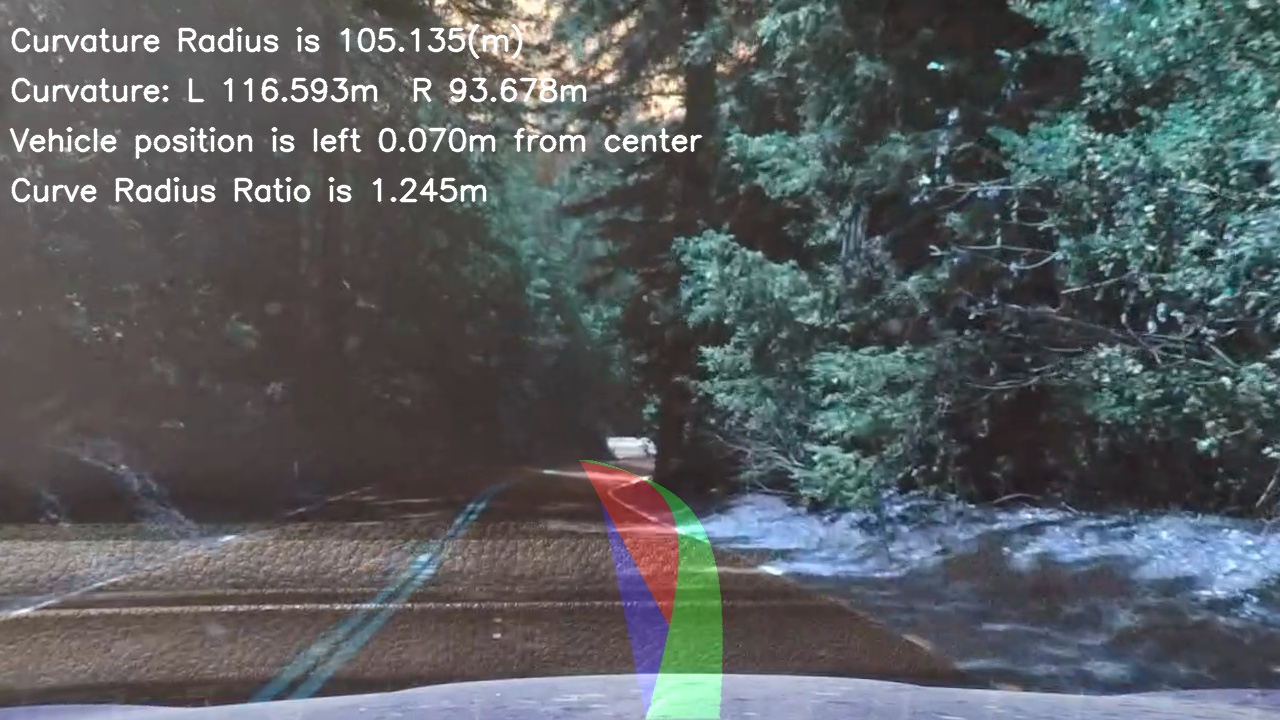 Curvature Radius is 105.135(m)
Curvature: L 116.593m R 93.678m
Vehicle position is left 0.070m from center
Curve Radius Ratio is 1.245m